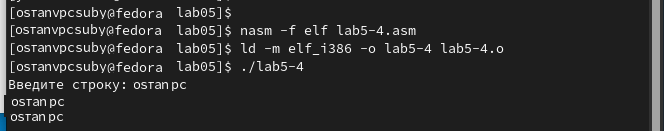 [ostanvpcsuby@fedora lab05]$
[ostanvpcsuby@fedora lab05]$ nasm -f elf lab5-4.asm
[ostanvpcsuby@fedora lab05]$ ld -m elf_i386 -o lab5-4 lab5-4.o
[ostanvpcsuby@fedora lab05]$ ./lab5-4
Введите строку: ostanpc
ostanpc
ostanpc